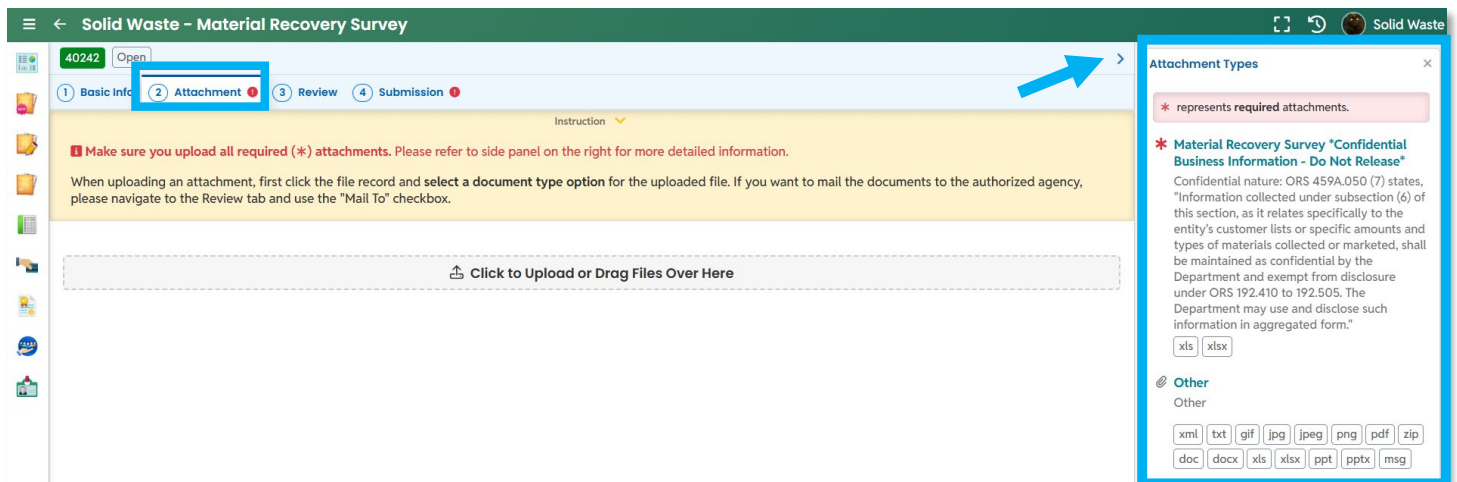 Solid Waste - Material Recovery Survey
Solid Waste
40242 Open
1 Basic Info 2 Attachment 3 Review 4 Submission
Instruction
Make sure you upload all required (*) attachments. Please refer to side panel on the right for more detailed information.
When uploading an attachment, first click the file record and select a document type option for the uploaded file. If you want to mail the documents to the authorized agency,
please navigate to the Review tab and use the "Mail To" checkbox.
Click to Upload or Drag Files Over Here
Attachment Types
* represents required attachments.
* Material Recovery Survey *Confidential
Business Information - Do Not Release*
Confidential nature: ORS 459A.050 (7) states,
"Information collected under subsection (6) of
this section, as it relates specifically to the
entity's customer lists or specific amounts and
types of materials collected or marketed, shall
be maintained as confidential by the
Department and exempt from disclosure
under ORS 192.410 to 192.505. The
Department may use and disclose such
information in aggregated form."
xls xlsx
Other
Other
xml txt gif jpg jpeg png pdf zip
doc docx xls xlsx ppt pptx msg